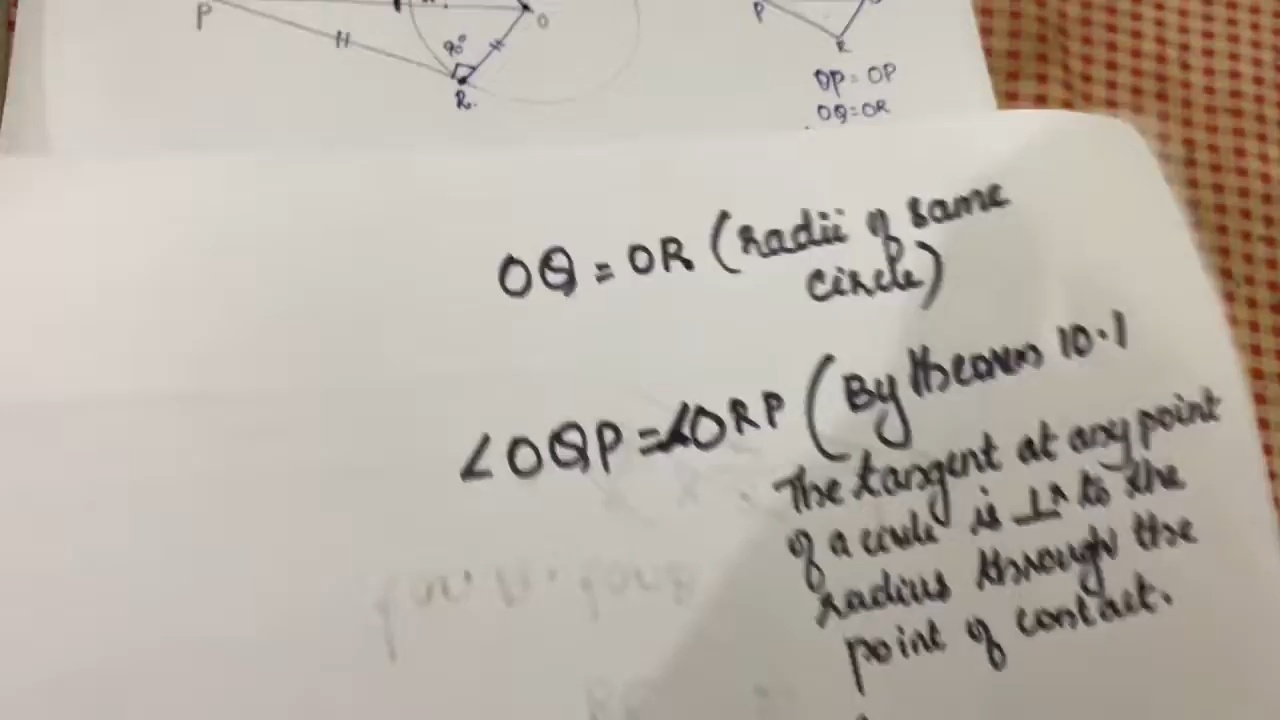 P
O
90°
R.
P
R
OP = OP
OQ = OR
OQ = OR (radii of same
circle)
∠OQP = ∠ORP (By theorem 10.1
The tangent at any point
of a circle is ⊥r to the
radius through the
point of contact.